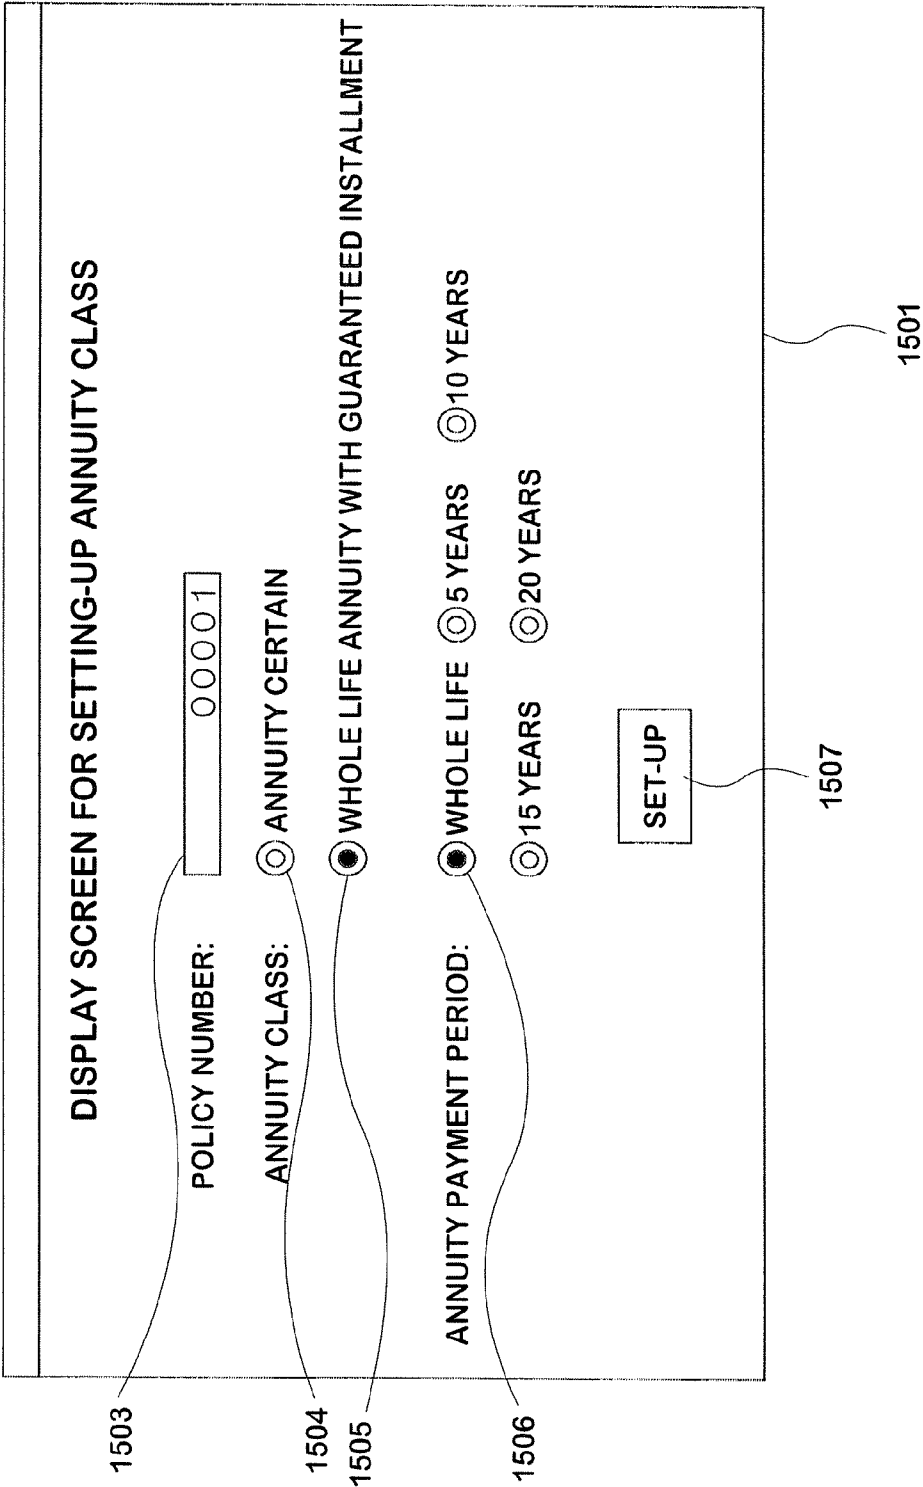 DISPLAY SCREEN FOR SETTING-UP ANNUITY CLASS
1503
POLICY NUMBER: 00001
1504
ANNUITY CLASS: ANNUITY CERTAIN
1505
WHOLE LIFE ANNUITY WITH GUARANTEED INSTALLMENT
1506
ANNUITY PAYMENT PERIOD: WHOLE LIFE 5 YEARS 10 YEARS
15 YEARS 20 YEARS
SET-UP
1507
1501